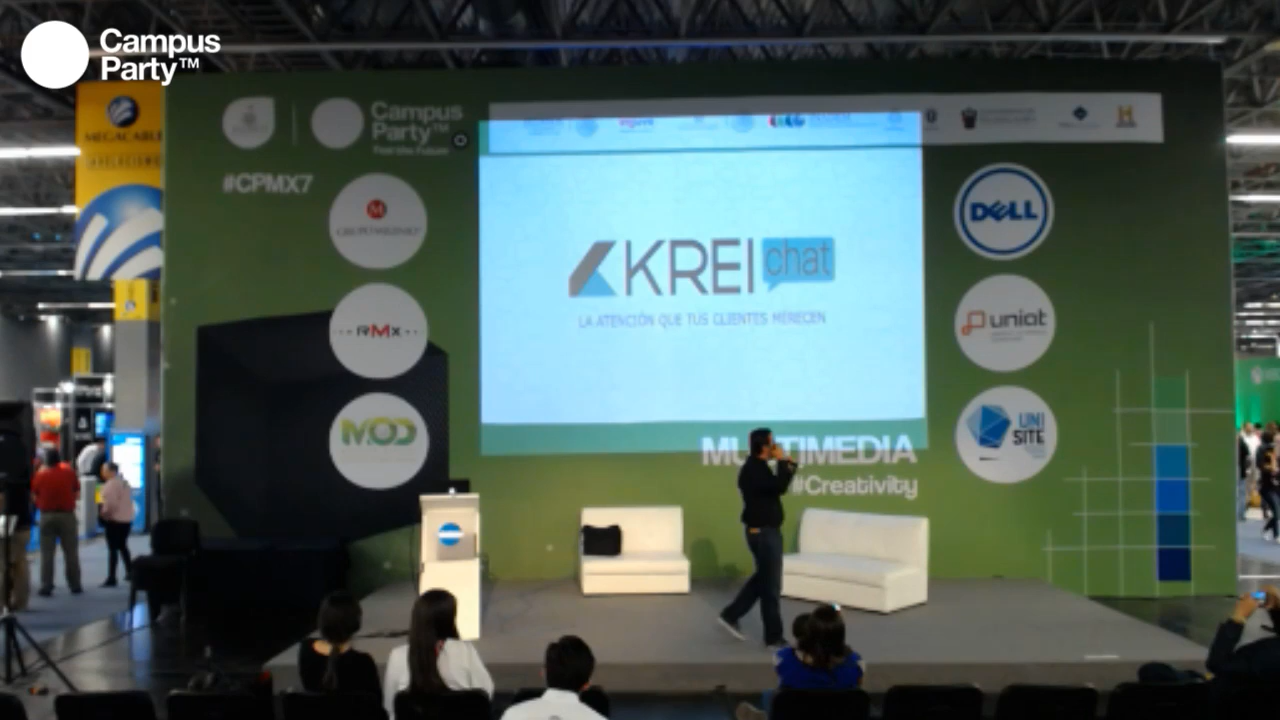 Campus
Party™
MEGACABLE
Campus
Party™
#CPMX7
DELL
KREI chat
LA ATENCIÓN QUE TUS CLIENTES MERECEN
RMX
uniat
MOD
UNI
SITE
MULTIMEDIA
#Creativity